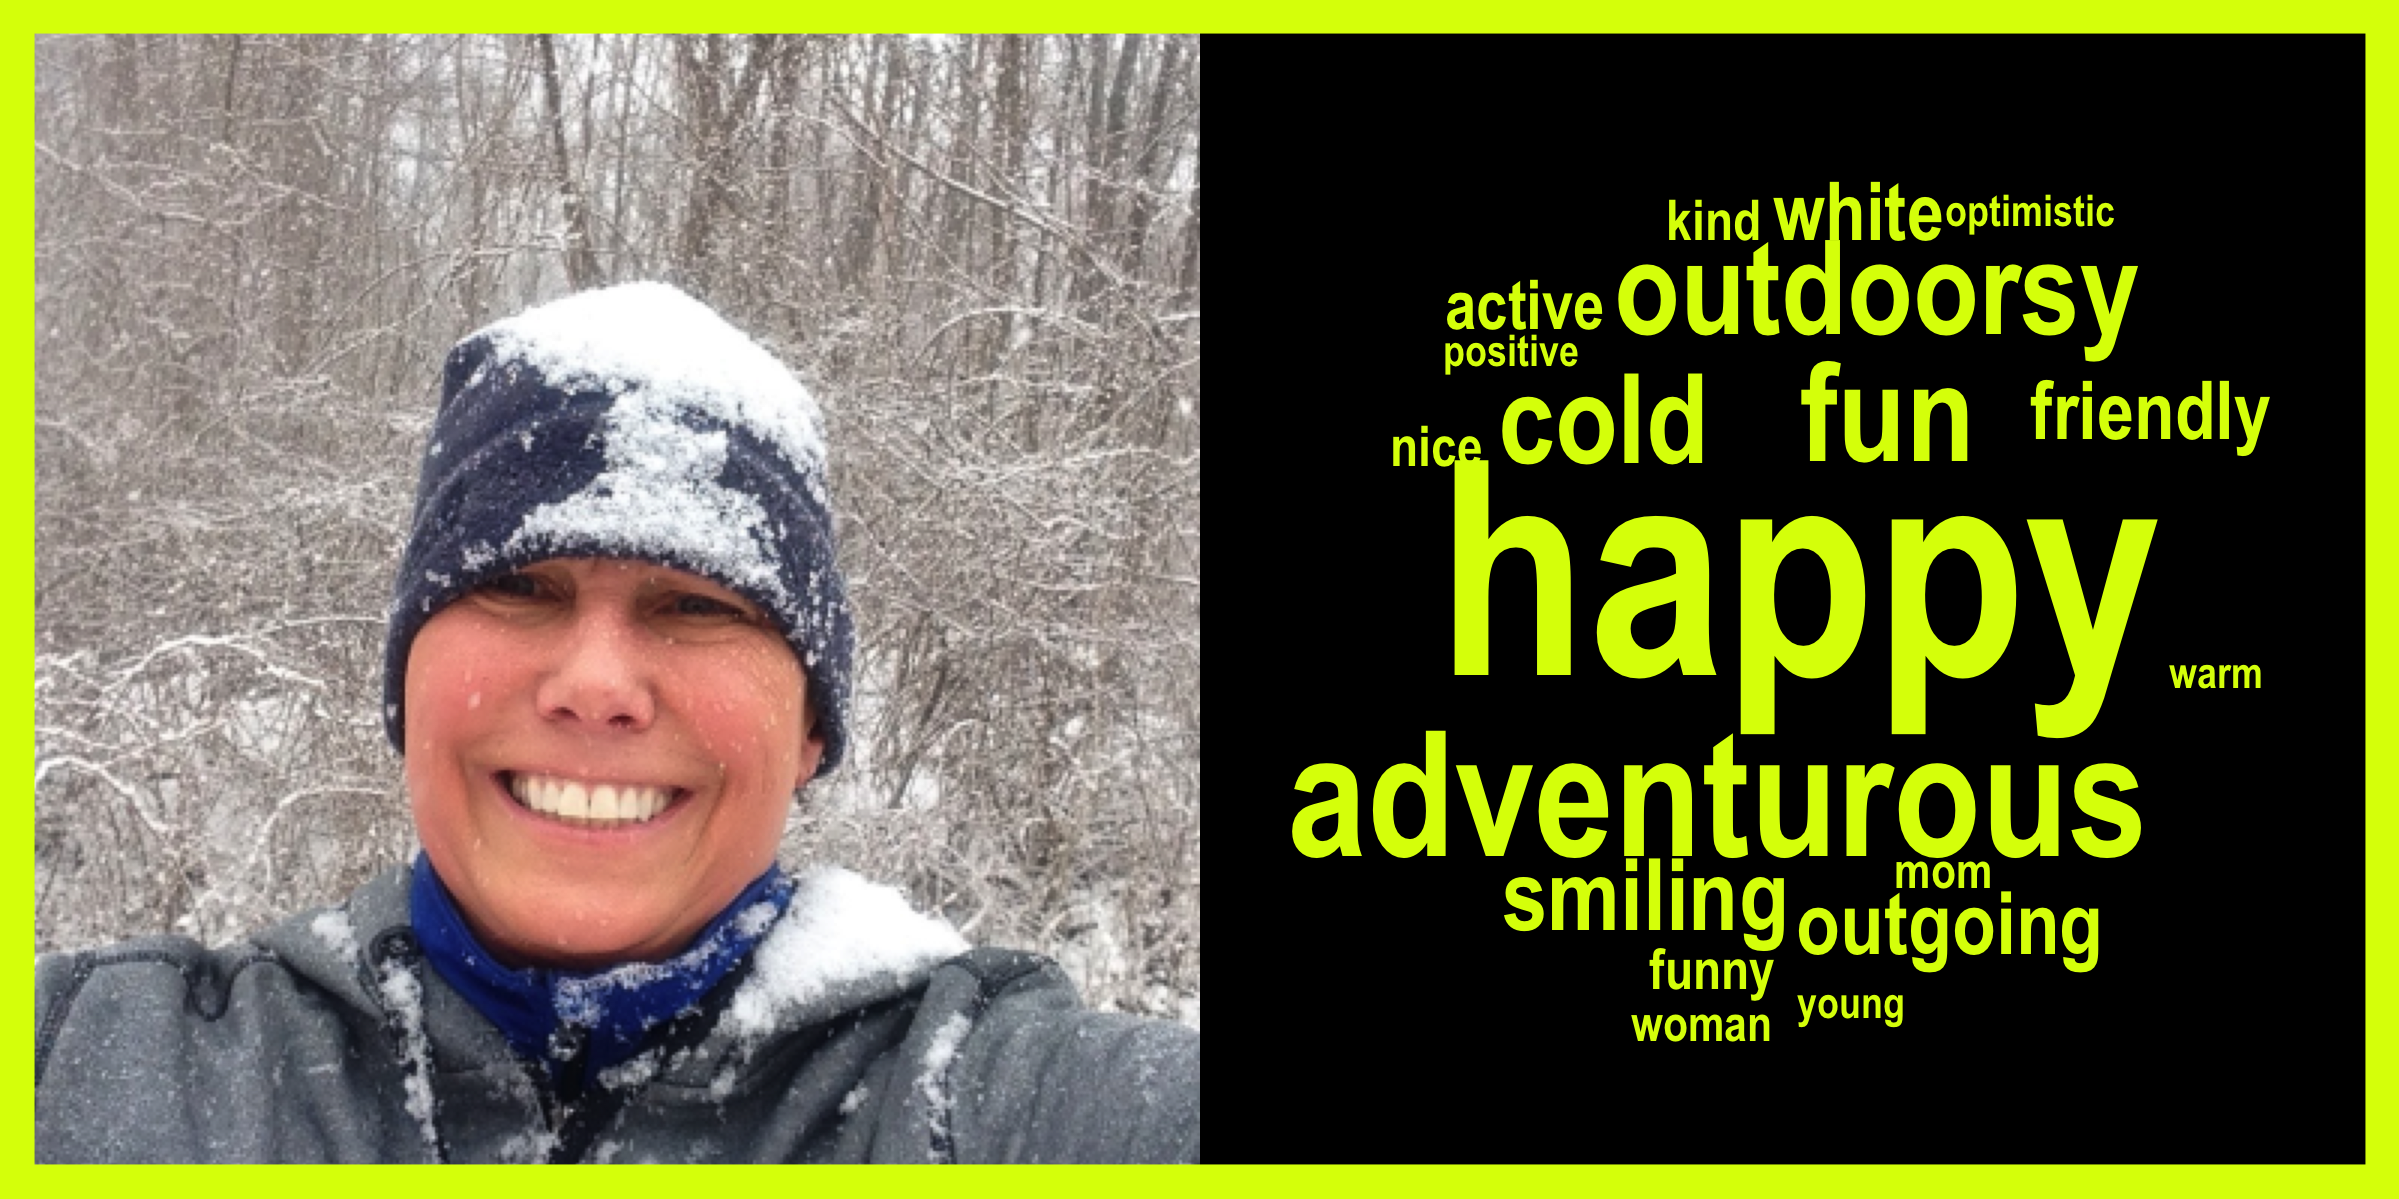 kind white optimistic
active outdoorsy
positive
nice cold fun friendly
happy
warm
adventurous
smiling mom
outgoing
funny
woman young